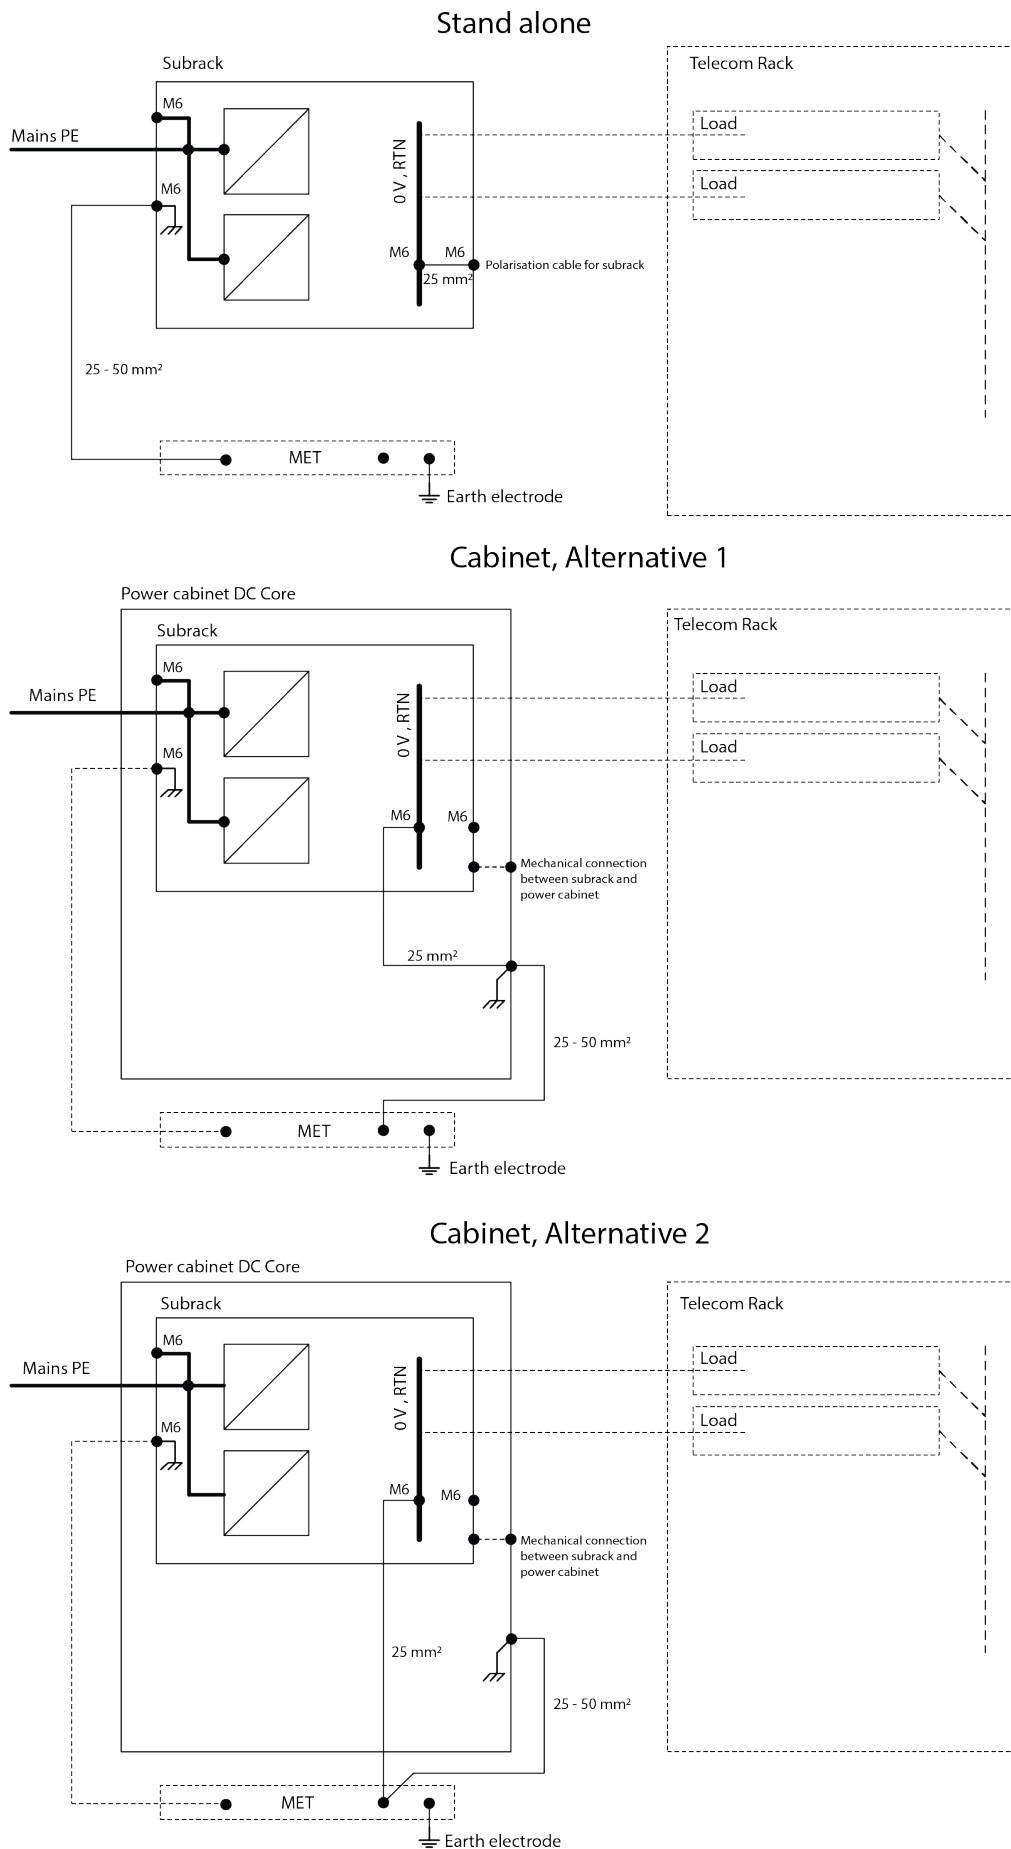 Stand alone
Subrack
Telecom Rack
M6
Mains PE
Load
0 V , RTN
Load
M6
M6
M6
Polarisation cable for subrack
25 mm²
25 - 50 mm²
MET
Earth electrode
Cabinet, Alternative 1
Power cabinet DC Core
Subrack
Telecom Rack
M6
Mains PE
Load
0 V , RTN
Load
M6
M6
M6
Mechanical connection
between subrack and
power cabinet
25 mm²
25 - 50 mm²
MET
Earth electrode
Cabinet, Alternative 2
Power cabinet DC Core
Subrack
Telecom Rack
M6
Mains PE
Load
0 V , RTN
Load
M6
M6
M6
Mechanical connection
between subrack and
power cabinet
25 mm²
25 - 50 mm²
MET
Earth electrode